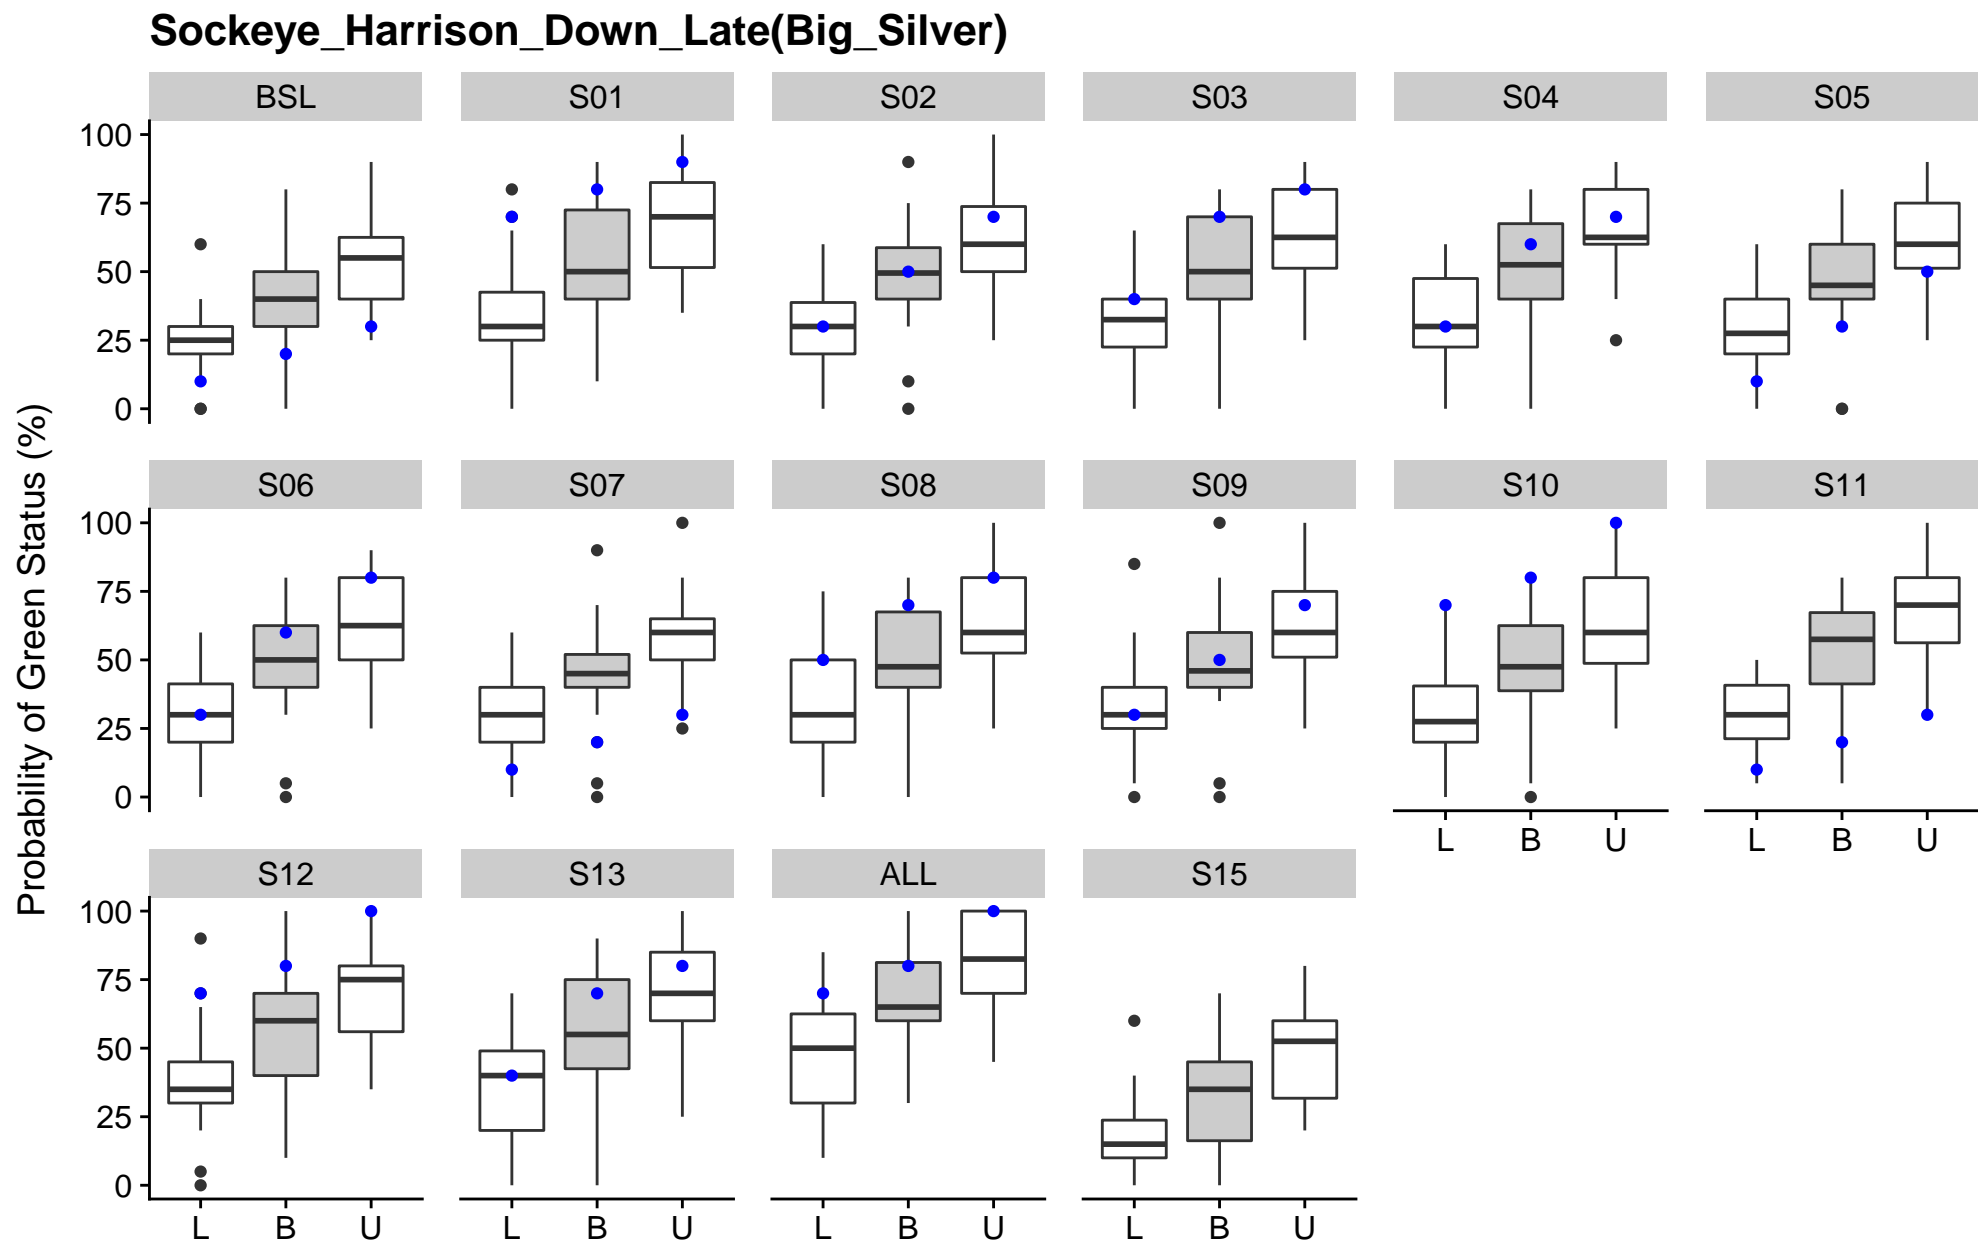 Sockeye_Harrison_Down_Late(Big_Silver)
BSL S01 S02 S03 S04 S05
100
75
50
25
0
S06 S07 S08 S09 S10 S11
100
75
50
25
0
L B U L B U
S12 S13 ALL S15
100
75
50
25
0
L B U L B U L B U L B U
Probability of Green Status (%)